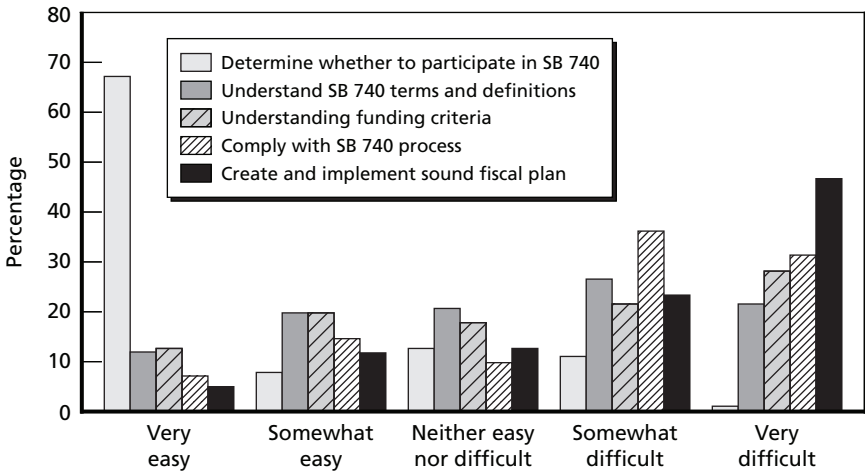 80
70
60
50
40
30
20
10
0
Percentage
Determine whether to participate in SB 740
Understand SB 740 terms and definitions
Understanding funding criteria
Comply with SB 740 process
Create and implement sound fiscal plan
Very
easy
Somewhat
easy
Neither easy
nor difficult
Somewhat
difficult
Very
difficult